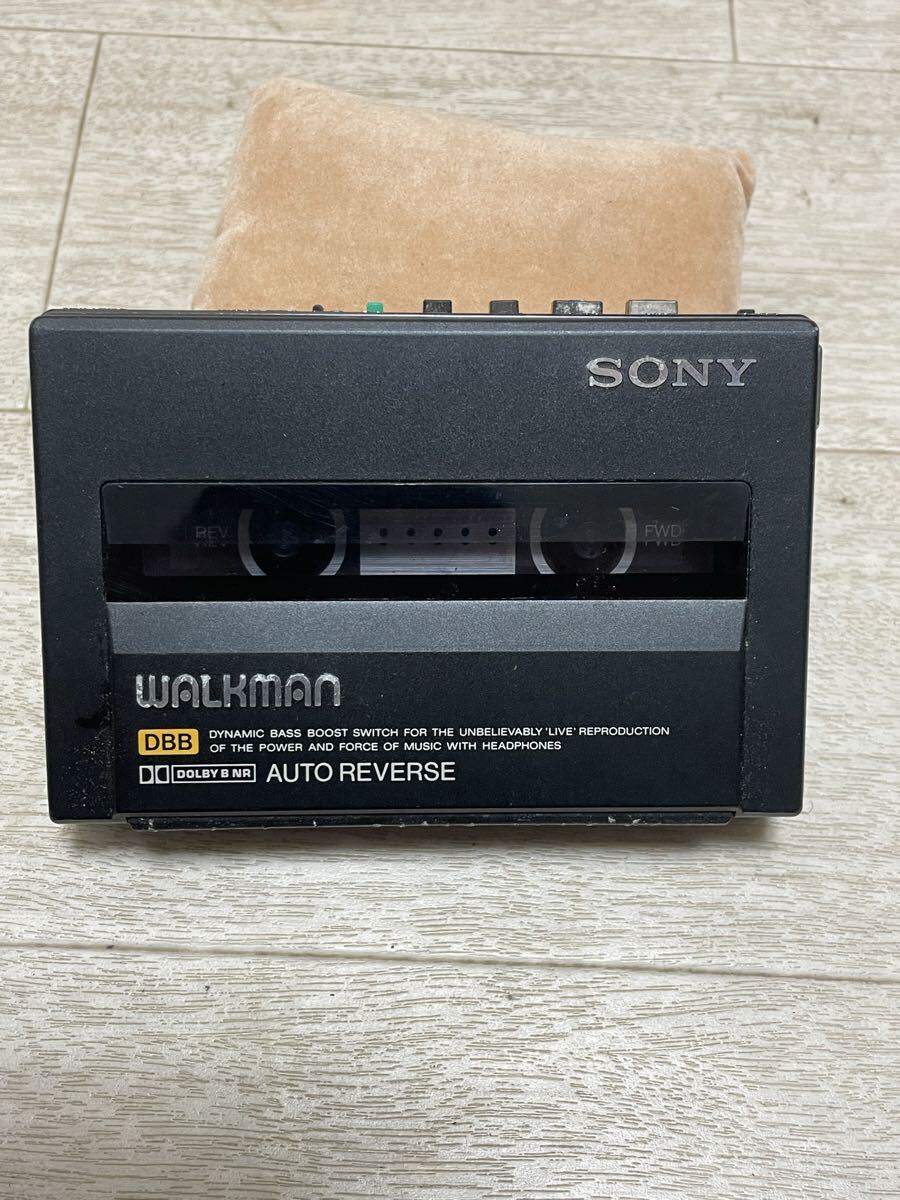 SONY
REV
FWD
WALKMAN
DBB DYNAMIC BASS BOOST SWITCH FOR THE UNBELIEVABLY 'LIVE' REPRODUCTION
OF THE POWER AND FORCE OF MUSIC WITH HEADPHONES
DOLBY B NR AUTO REVERSE